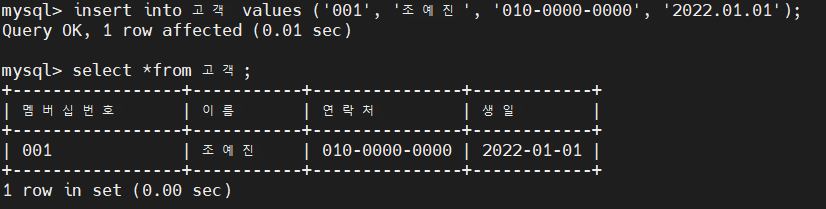 mysql> insert into 고객 values ('001', '조예진', '010-0000-0000', '2022.01.01');
Query OK, 1 row affected (0.01 sec)
mysql> select *from 고객;
+-----------------+-----------+---------------+------------+
| 멤버십번호 | 이름 | 연락처 | 생일 |
+-----------------+-----------+---------------+------------+
| 001 | 조예진 | 010-0000-0000 | 2022-01-01 |
+-----------------+-----------+---------------+------------+
1 row in set (0.00 sec)